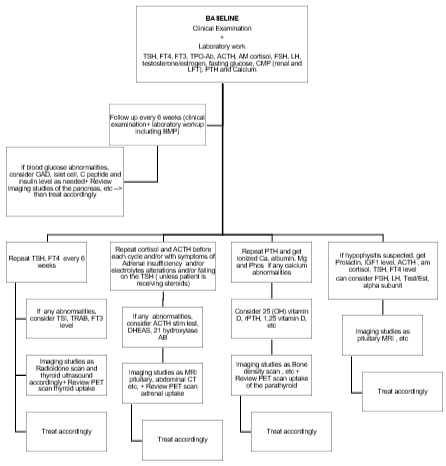 BASELINE
Clinical Examination
+
Laboratory work
TSH, FT4, FT3, TPO-Ab, ACTH, AM cortisol, FSH, LH,
testosterone/estrogen, fasting glucose, CMP (renal and
LFT), PTH and Calcium
Follow up every 6 weeks (clinical
examination+ laboratory workup
including BMP)
If blood glucose abnormalities,
consider GAD, islet cell, C peptide and
insulin level as needed+ Review
imaging studies of the pancreas, etc -->
then treat accordingly
Repeat TSH, FT4 every 6
weeks
If any abnormalities,
consider TSI, TRAB, FT3
level
Imaging studies as
Radioidone scan and
thyroid ultrasound
accordingly+ Review PET
scan thyroid uptake
Treat accordingly
Repeat cortisol and ACTH before
each cycle and/or with symptoms of
Adrenal insufficiency and/or
electrolytes alterations and/or falling
on the TSH ( unless patient is
receiving steroids)
If any abnormalities,
consider ACTH stim test,
DHEAS, 21 hydroxylase
AB
Imaging studies as MRI
pituitary, abdominal CT
etc, + Review PET scan
adrenal uptake
Treat accordingly
Repeat PTH and get
ionized Ca, albumin, Mg
and Phos if any calcium
abnormalities
Consider 25 (OH) vitamin
D, rPTH, 1,25 vitamin D,
etc
Imaging studies as Bone
density scan , etc +
Review PET scan uptake
of the parathyroid
Treat accordingly
If hypophysitis suspected, get
Prolactin, IGF1 level, ACTH , am
cortisol, TSH, FT4 level
can consider FSH, LH, Test/Est,
alpha subunit
Imaging studies as
pituitary MRI , etc
Treat accordingly